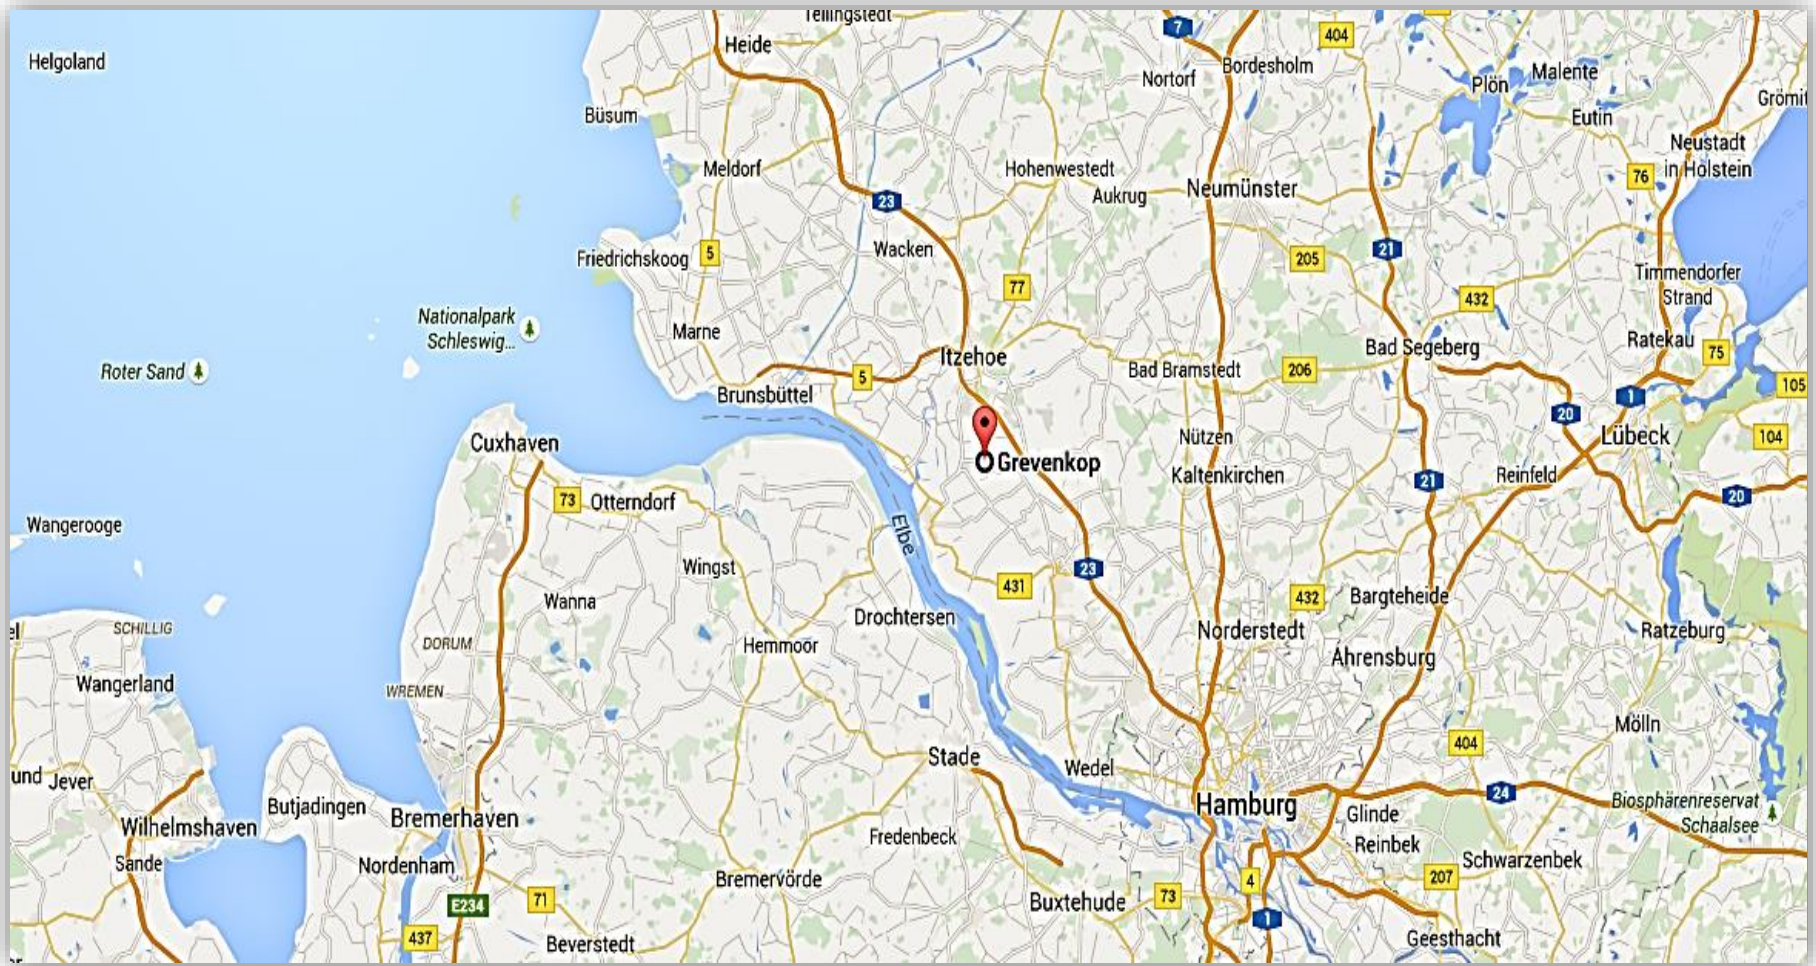 Tellingstedt
Helgoland
Heide
7
404
Bordesholm
Nortorf
Malente
Plön
Grömit
Büsum
Eutin
Neustadt
in Holstein
Meldorf
Hohenwestedt
76
Aukrug
Neumünster
23
Wacken
21
5
Friedrichskoog
205
Timmendorfer
Strand
77
432
Nationalpark
Schleswig...
Marne
Ratekau
75
Itzehoe
Bad Segeberg
Roter Sand
5
Bad Bramstedt
206
105
Brunsbüttel
1
20
Cuxhaven
Nützen
Lübeck
104
Grevenkop
Kaltenkirchen
Reinfeld
21
73
Otterndorf
20
Wangerooge
Elbe
Wingst
23
431
Wanna
432
Bargteheide
Drochtersen
SCHILLIG
Norderstedt
Ratzeburg
DORUM
Hemmoor
Ahrensburg
Wangerland
WREMEN
Mölln
404
Stade
Wedel
und
Jever
24
Butjadingen
Hamburg
Biosphärenreservat
Schaalsee
Bremerhaven
Glinde
Wilhelmshaven
Fredenbeck
Reinbek
Sande
Nordenham
Schwarzenbek
Bremervörde
4
207
71
73
Buxtehude
E234
1
437
Beverstedt
Geesthacht